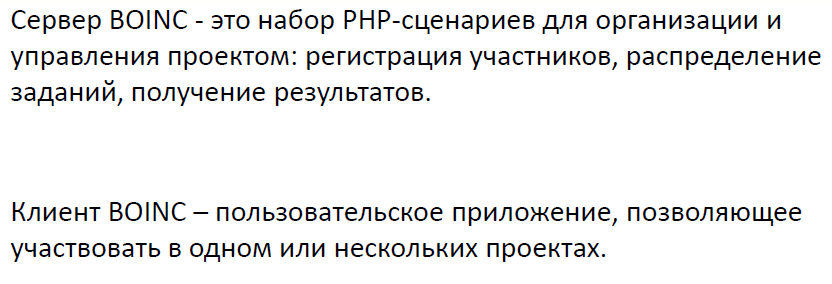 Сервер BOINC - это набор PHP-сценариев для организации и
управления проектом: регистрация участников, распределение
заданий, получение результатов.
Клиент BOINC – пользовательское приложение, позволяющее
участвовать в одном или нескольких проектах.